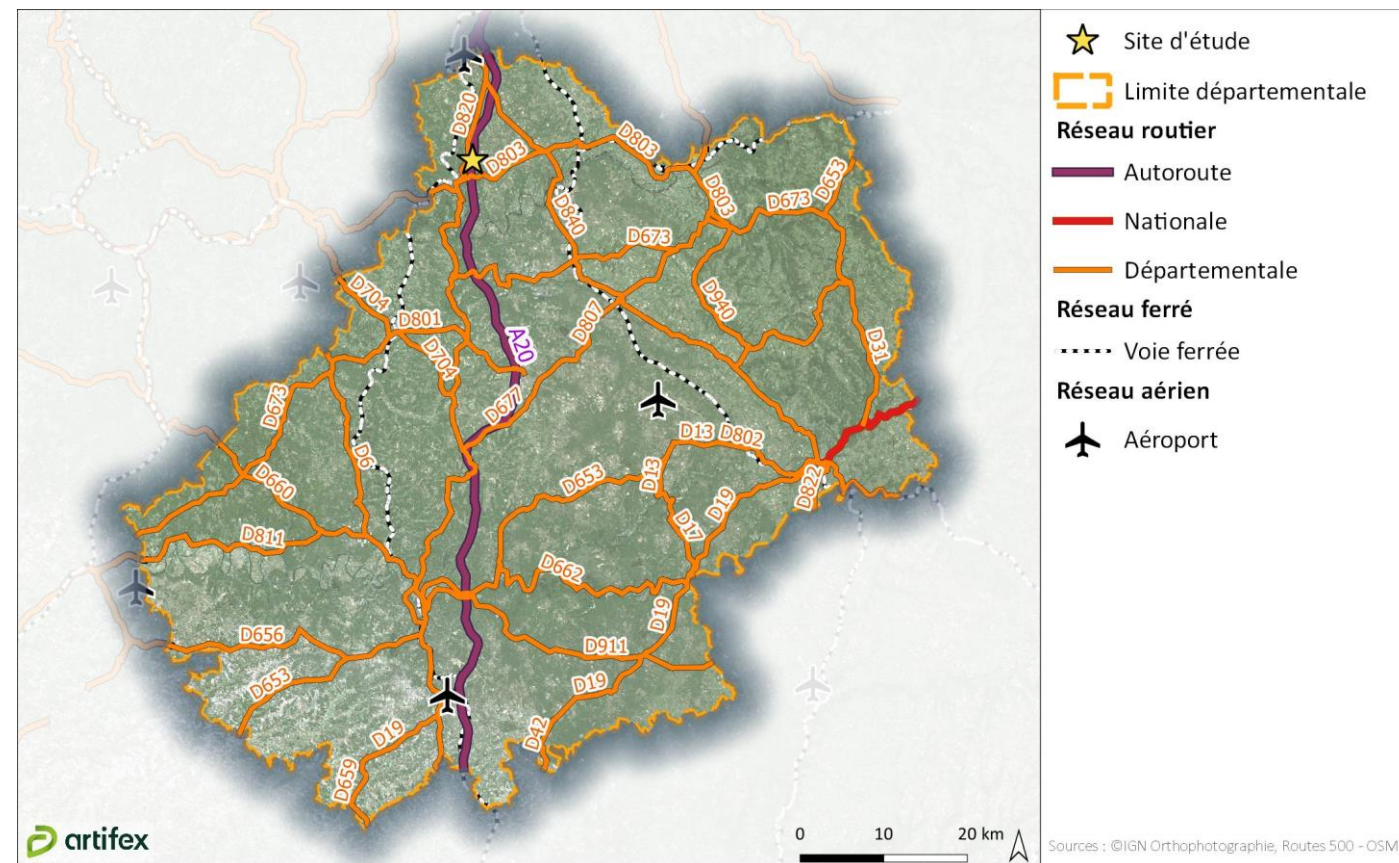 D820
D803
D803
D803
D653
D673
D840
D673
D940
D704
D801
D807
A20
D704
D31
D677
D673
D13
D802
D6
D653
D13
D822
D660
D19
D17
D811
D662
D19
D656
D911
D653
D19
D19
D42
D659
artifex
0 10 20 km
Site d'étude
Limite départementale
Réseau routier
Autoroute
Nationale
Départementale
Réseau ferré
Voie ferrée
Réseau aérien
Aéroport
Sources : ©IGN Orthophotographie, Routes 500 - OSM